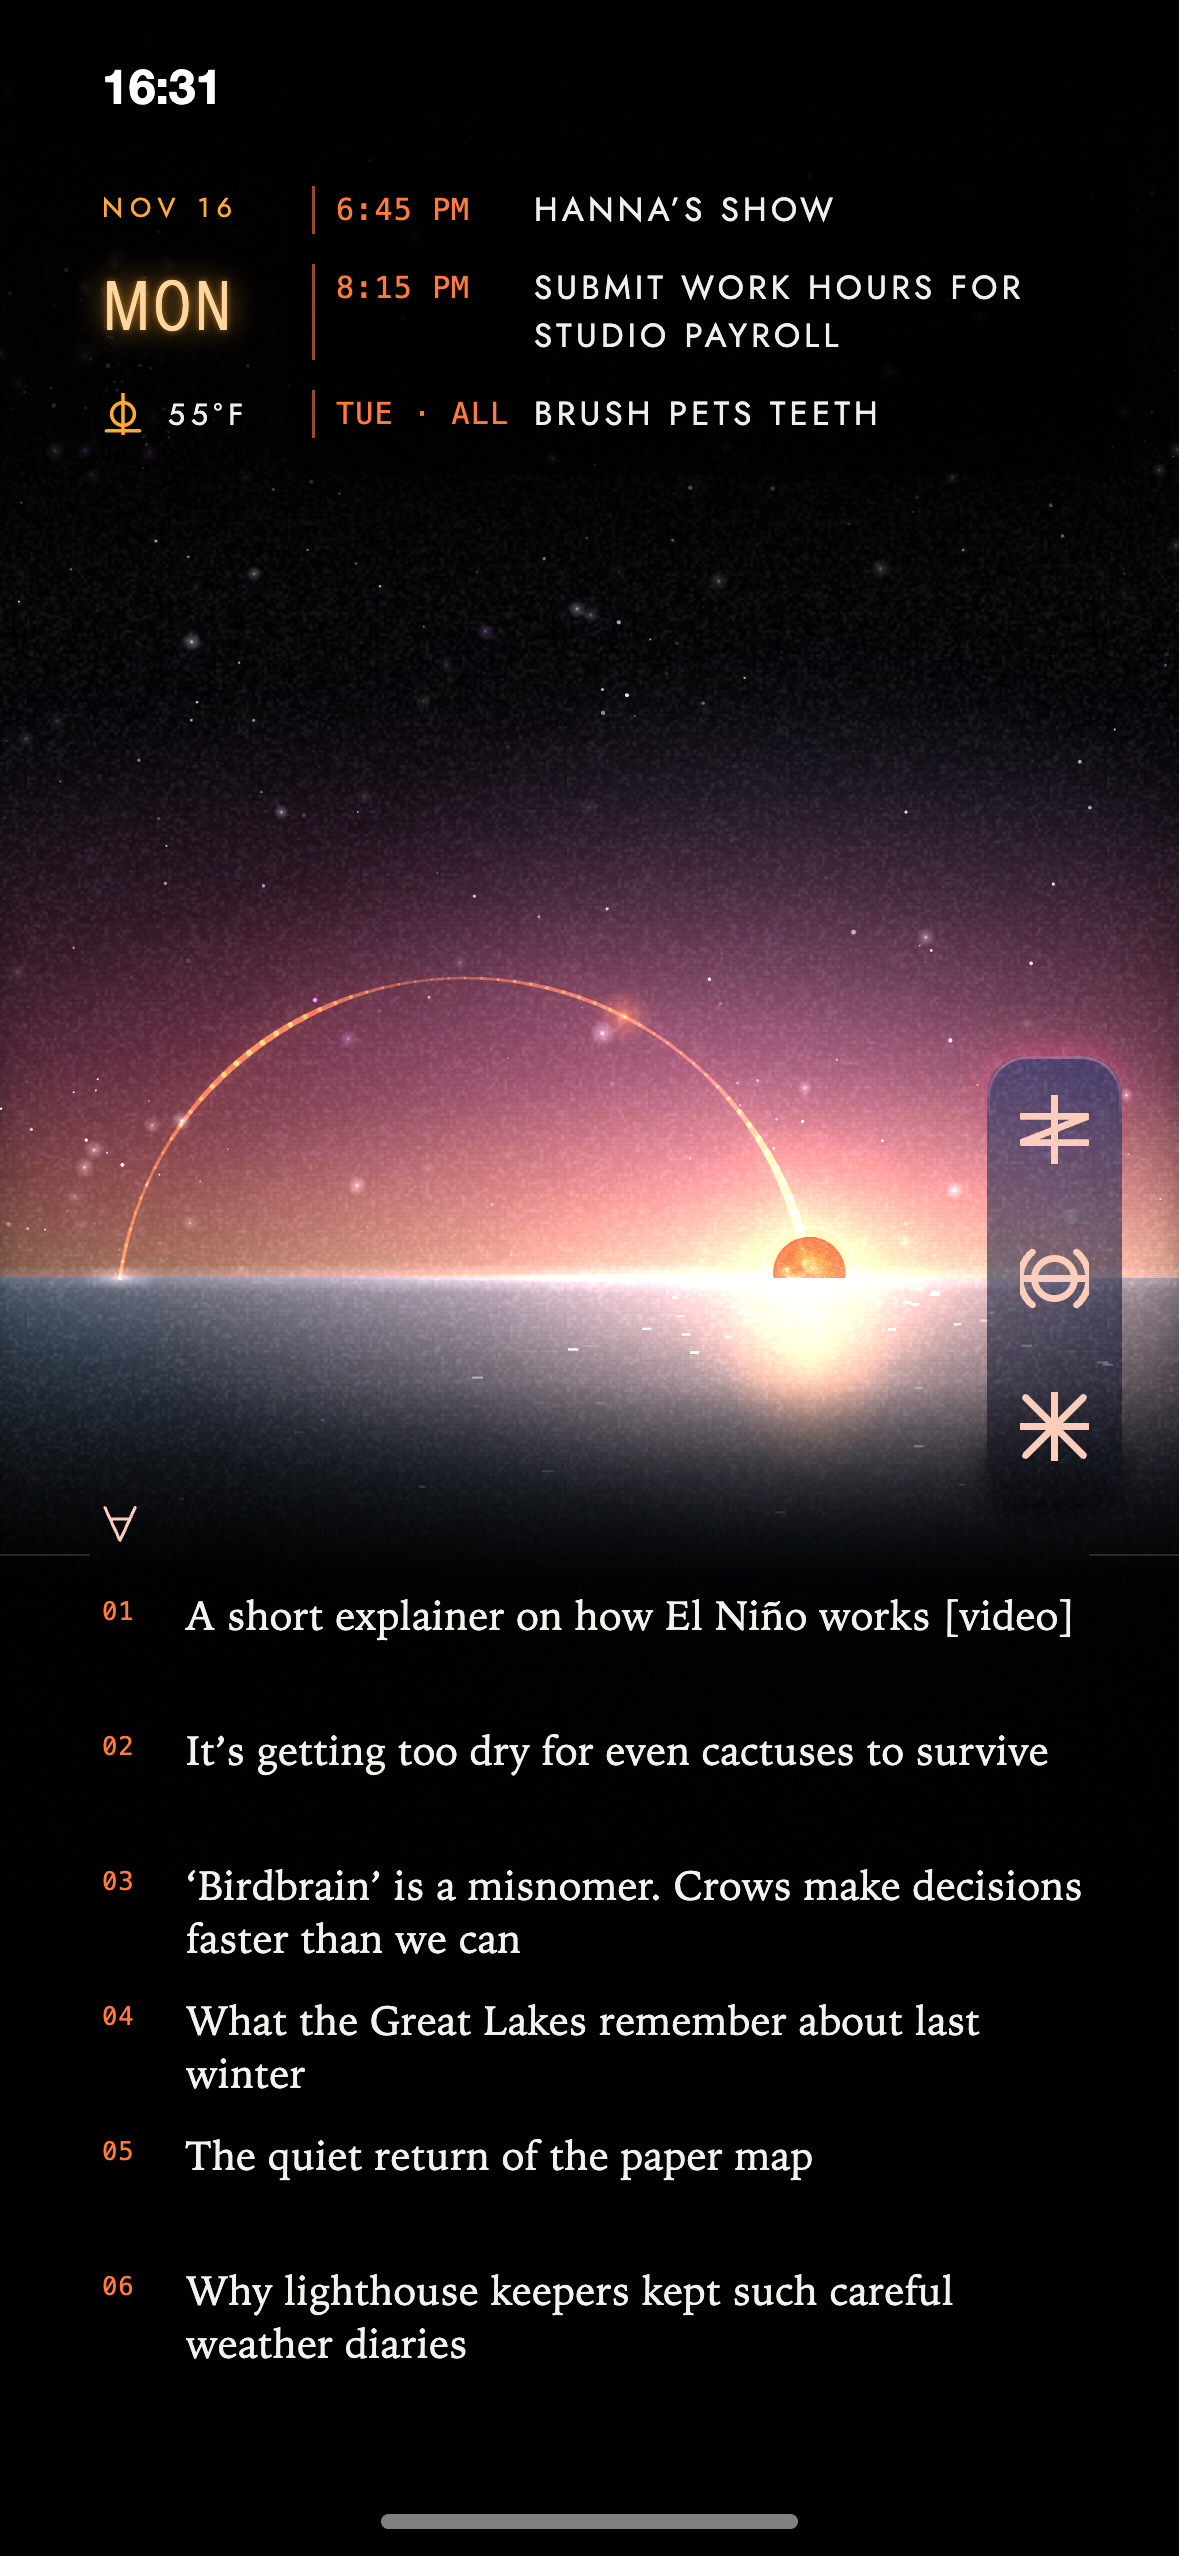 16:31
NOV 16
MON
55°F
6:45 PM HANNA’S SHOW
8:15 PM SUBMIT WORK HOURS FOR
STUDIO PAYROLL
TUE · ALL BRUSH PETS TEETH
01 A short explainer on how El Niño works [video]
02 It’s getting too dry for even cactuses to survive
03 ‘Birdbrain’ is a misnomer. Crows make decisions
faster than we can
04 What the Great Lakes remember about last
winter
05 The quiet return of the paper map
06 Why lighthouse keepers kept such careful
weather diaries